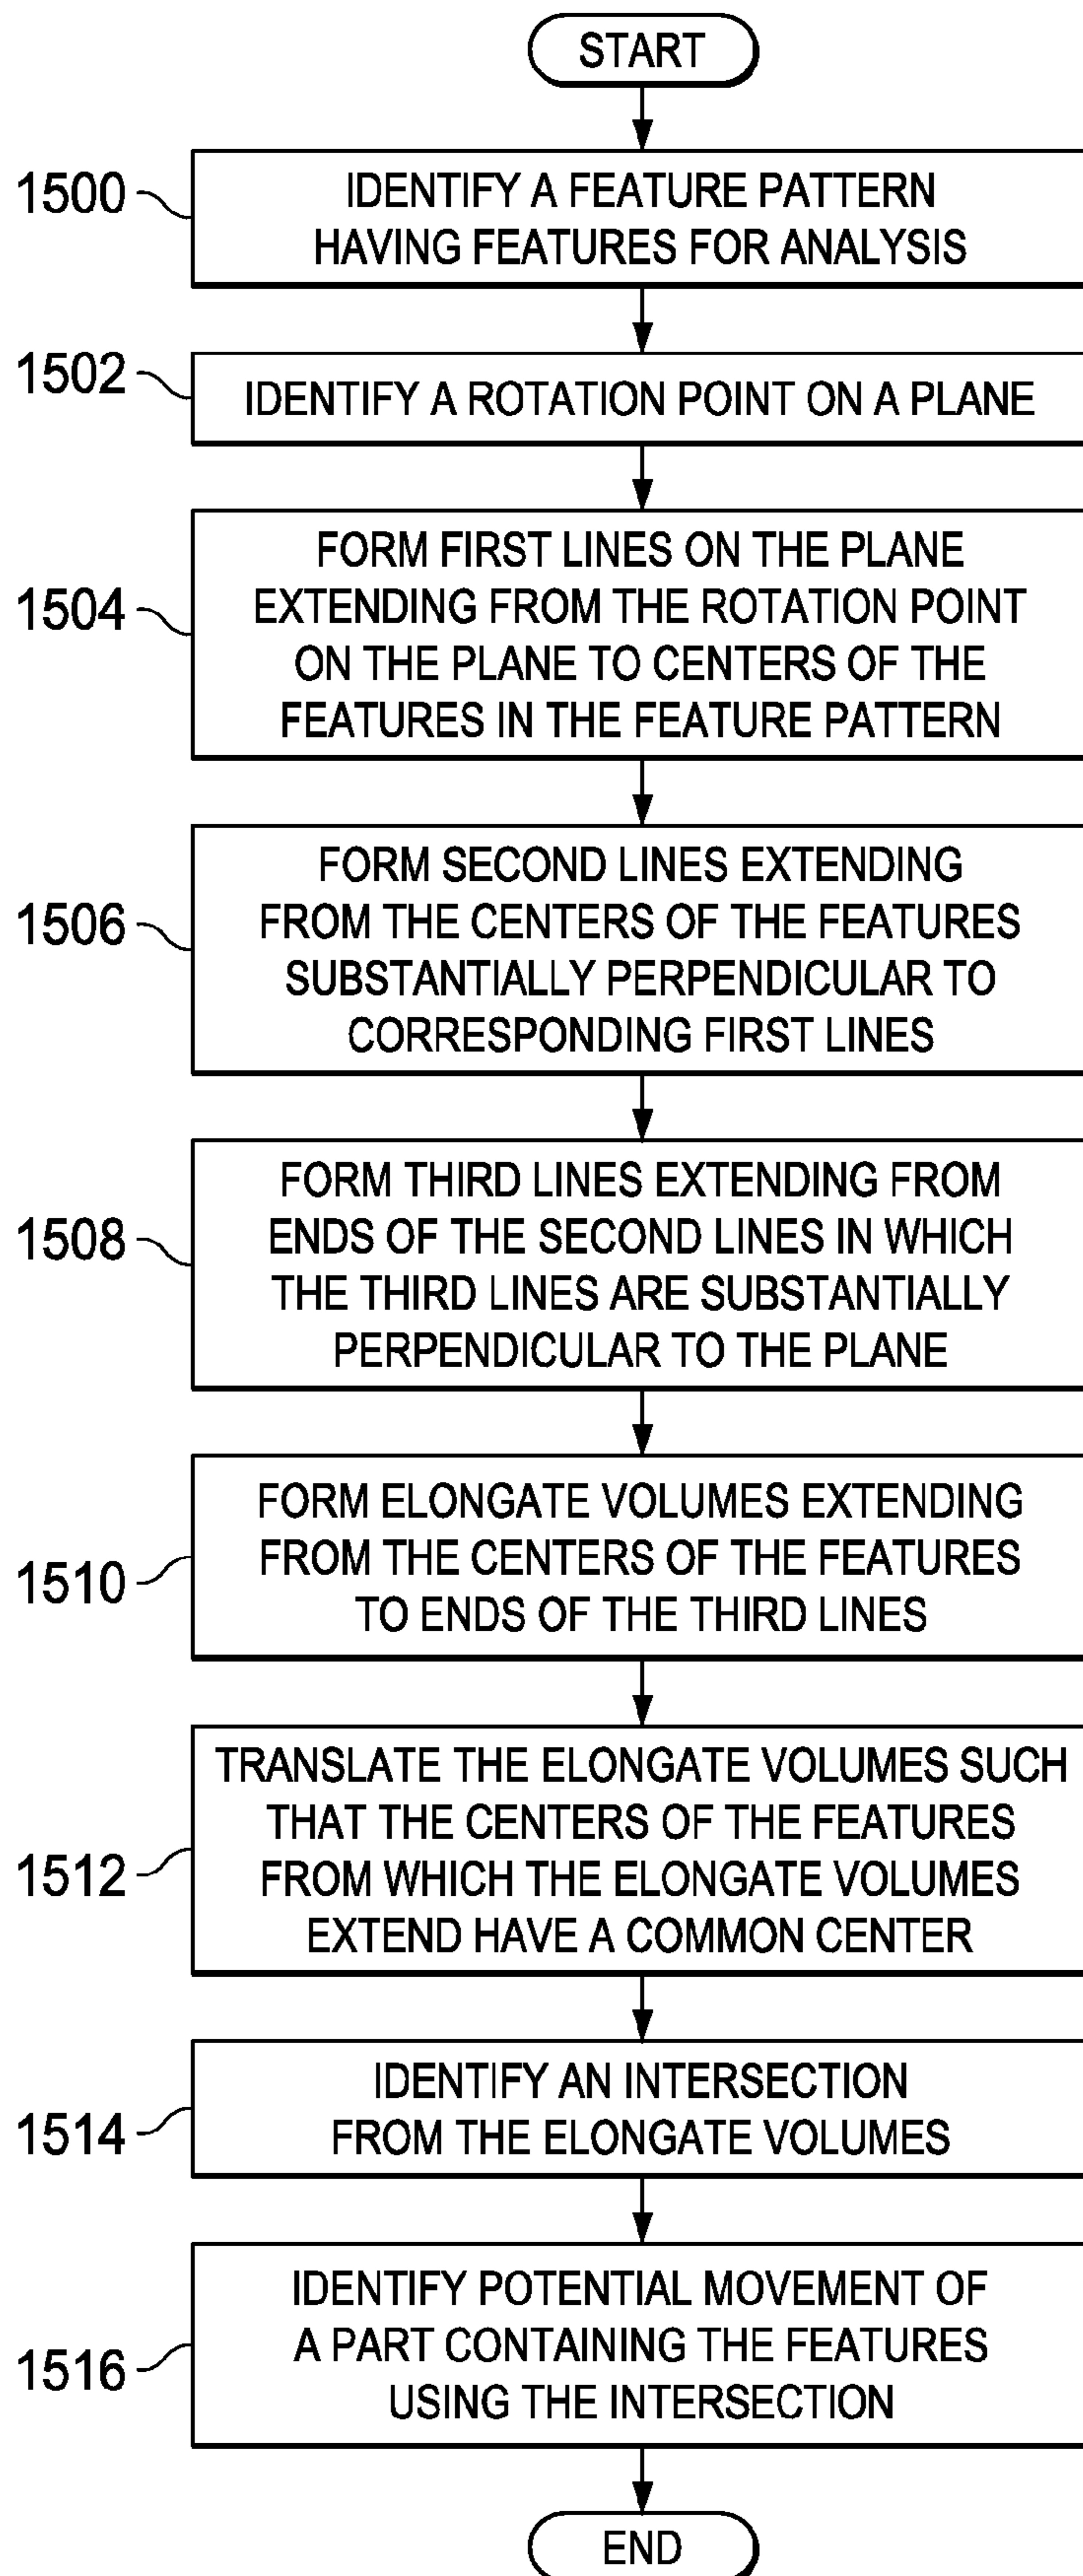 START
1500
IDENTIFY A FEATURE PATTERN
HAVING FEATURES FOR ANALYSIS
1502
IDENTIFY A ROTATION POINT ON A PLANE
1504
FORM FIRST LINES ON THE PLANE
EXTENDING FROM THE ROTATION POINT
ON THE PLANE TO CENTERS OF THE
FEATURES IN THE FEATURE PATTERN
1506
FORM SECOND LINES EXTENDING
FROM THE CENTERS OF THE FEATURES
SUBSTANTIALLY PERPENDICULAR TO
CORRESPONDING FIRST LINES
1508
FORM THIRD LINES EXTENDING FROM
ENDS OF THE SECOND LINES IN WHICH
THE THIRD LINES ARE SUBSTANTIALLY
PERPENDICULAR TO THE PLANE
1510
FORM ELONGATE VOLUMES EXTENDING
FROM THE CENTERS OF THE FEATURES
TO ENDS OF THE THIRD LINES
1512
TRANSLATE THE ELONGATE VOLUMES SUCH
THAT THE CENTERS OF THE FEATURES
FROM WHICH THE ELONGATE VOLUMES
EXTEND HAVE A COMMON CENTER
1514
IDENTIFY AN INTERSECTION
FROM THE ELONGATE VOLUMES
1516
IDENTIFY POTENTIAL MOVEMENT OF
A PART CONTAINING THE FEATURES
USING THE INTERSECTION
END